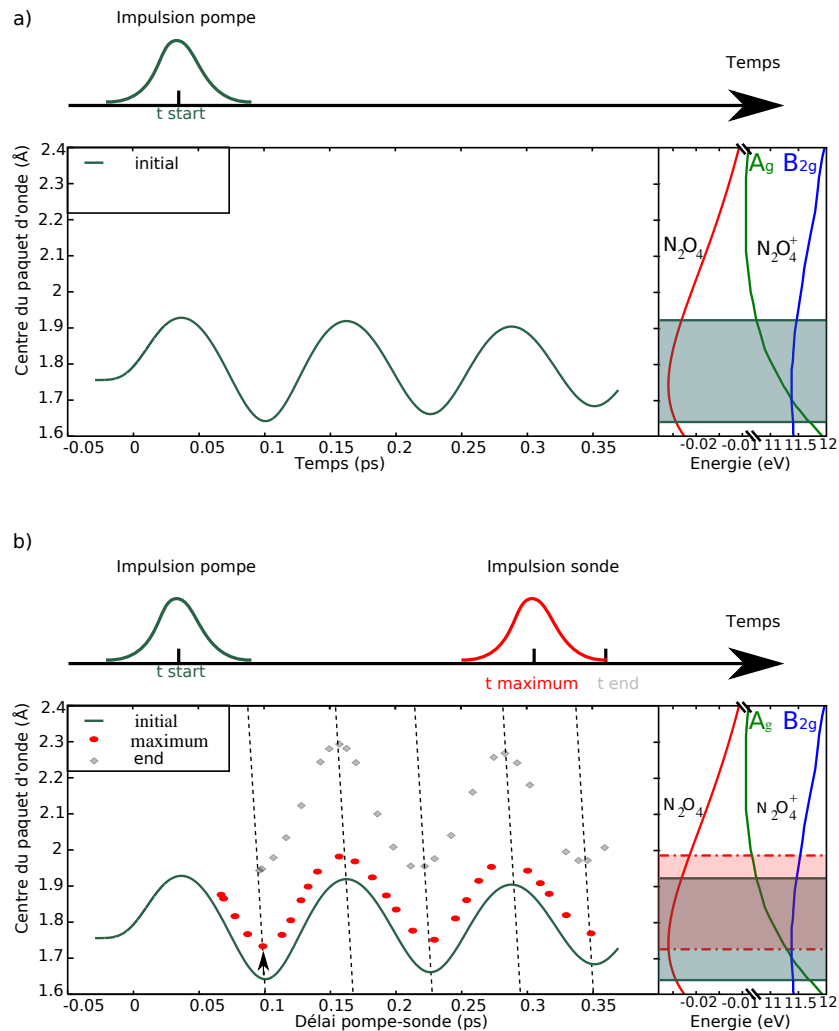 a)
Impulsion pompe
Temps
t start
Centre du paquet d'onde (Å)
2.4
2.3
2.2
2.1
2
1.9
1.8
1.7
1.6
initial
Ag B2g
N2O4
N2O4+
-0.05 0 0.05 0.1 0.15 0.2 0.25 0.3 0.35
-0.02 -0.01 11 11.5 12
Temps (ps)
Energie (eV)
b)
Impulsion pompe
Impulsion sonde
Temps
t start
t maximum
t end
Centre du paquet d'onde (Å)
2.4
2.3
2.2
2.1
2
1.9
1.8
1.7
1.6
initial
maximum
end
Ag B2g
N2O4
N2O4+
-0.05 0 0.05 0.1 0.15 0.2 0.25 0.3 0.35
-0.02 -0.01 11 11.5 12
Délai pompe-sonde (ps)
Energie (eV)